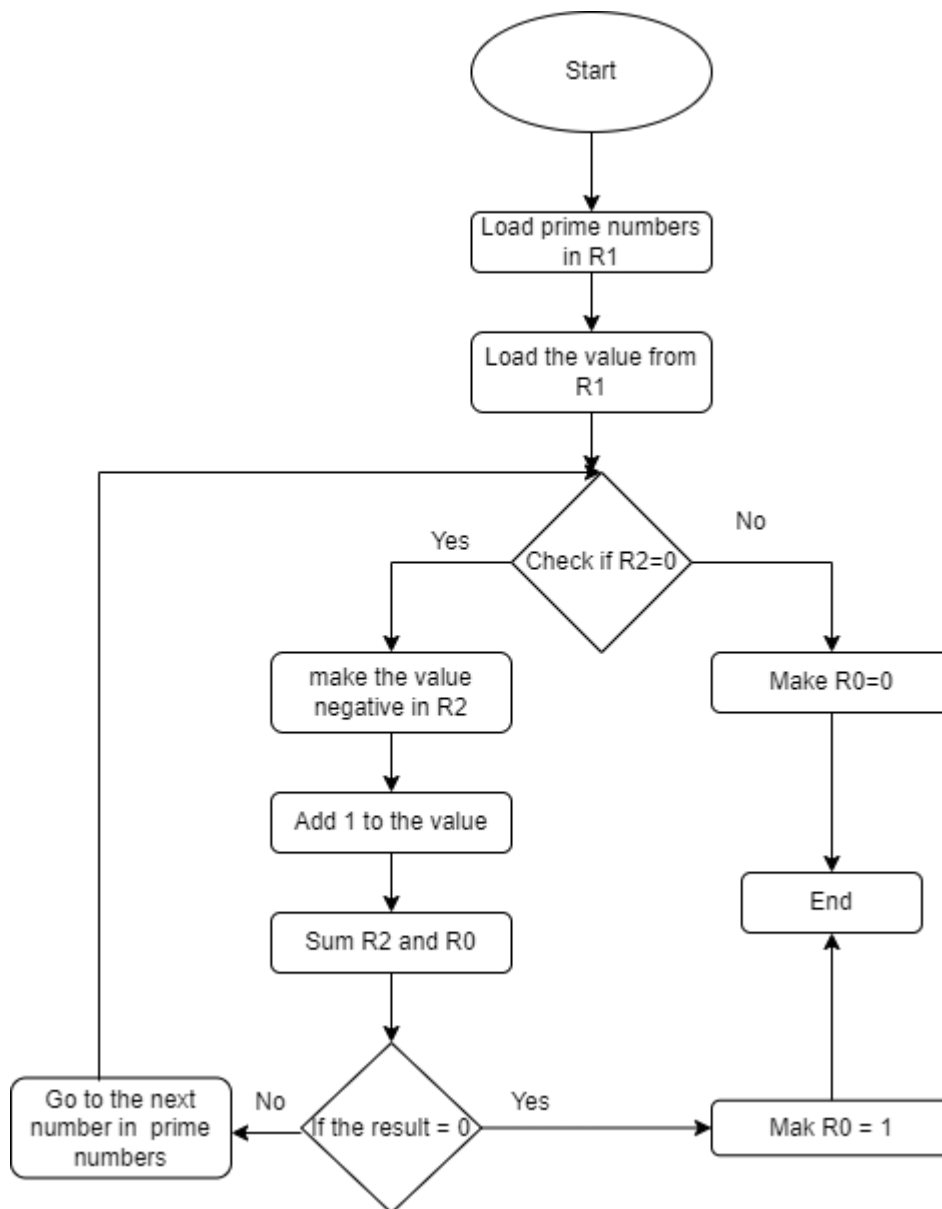 Start
Load prime numbers
in R1
Load the value from
R1
Yes
No
Check if R2=0
make the value
negative in R2
Make R0=0
Add 1 to the value
End
Sum R2 and R0
Go to the next
number in prime
numbers
No
If the result = 0
Yes
Mak R0 = 1